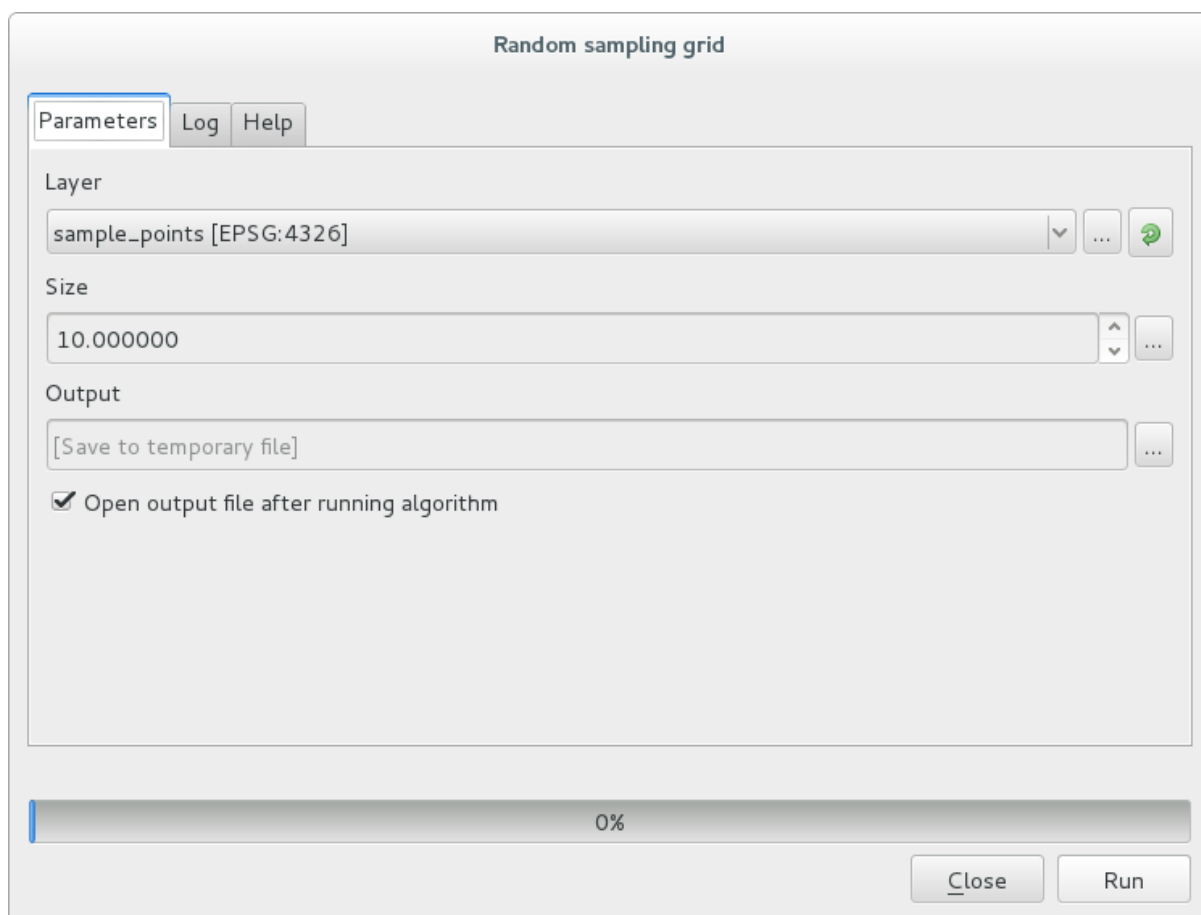 Random sampling grid
Parameters Log Help
Layer
sample_points [EPSG:4326]
...
Size
10.000000
...
Output
[Save to temporary file]
...
Open output file after running algorithm
0%
Close Run